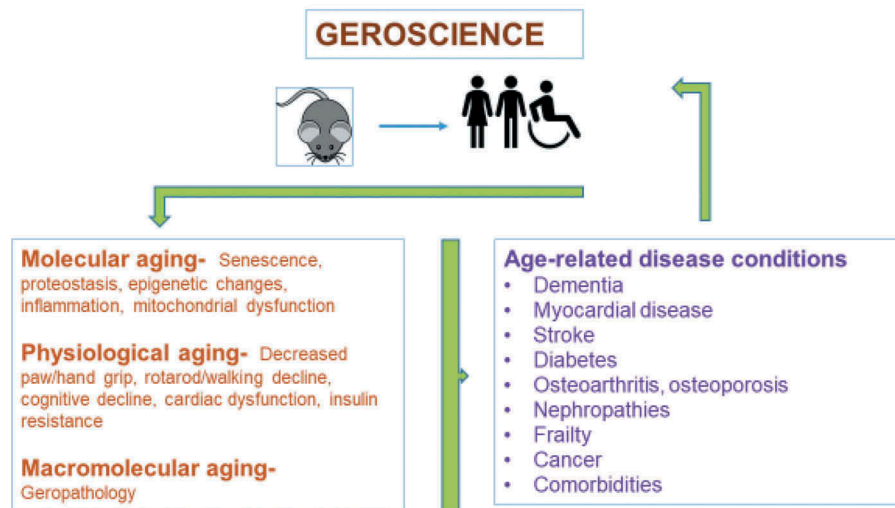 GEROSCIENCE
Molecular aging- Senescence,
proteostasis, epigenetic changes,
inflammation, mitochondrial dysfunction
Physiological aging- Decreased
paw/hand grip, rotarod/walking decline,
cognitive decline, cardiac dysfunction, insulin
resistance
Macromolecular aging-
Geropathology
Age-related disease conditions
• Dementia
• Myocardial disease
• Stroke
• Diabetes
• Osteoarthritis, osteoporosis
• Nephropathies
• Frailty
• Cancer
• Comorbidities